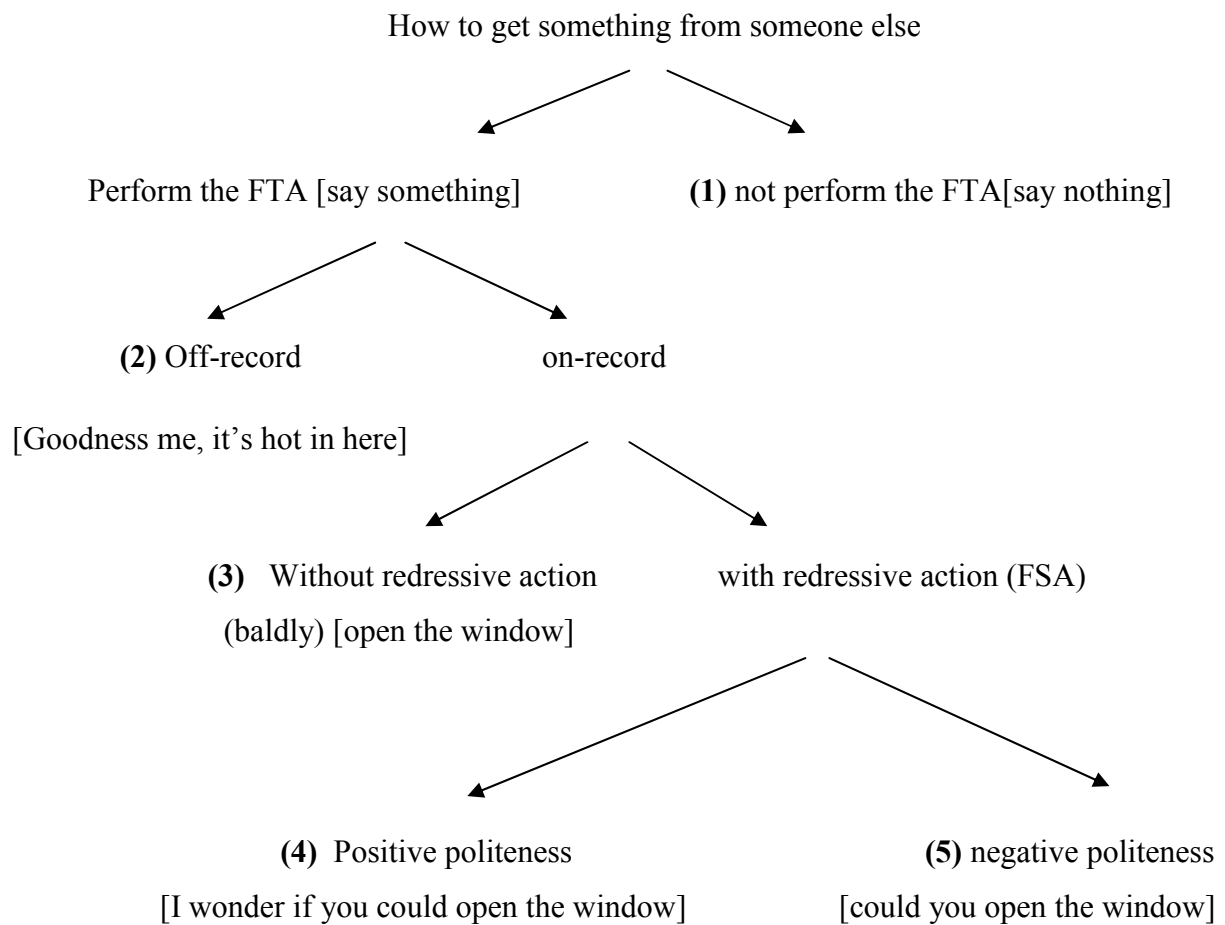 How to get something from someone else
Perform the FTA [say something]
(1) not perform the FTA[say nothing]
(2) Off-record
on-record
[Goodness me, it’s hot in here]
(3) Without redressive action
with redressive action (FSA)
(baldly) [open the window]
(4) Positive politeness
(5) negative politeness
[I wonder if you could open the window]
[could you open the window]